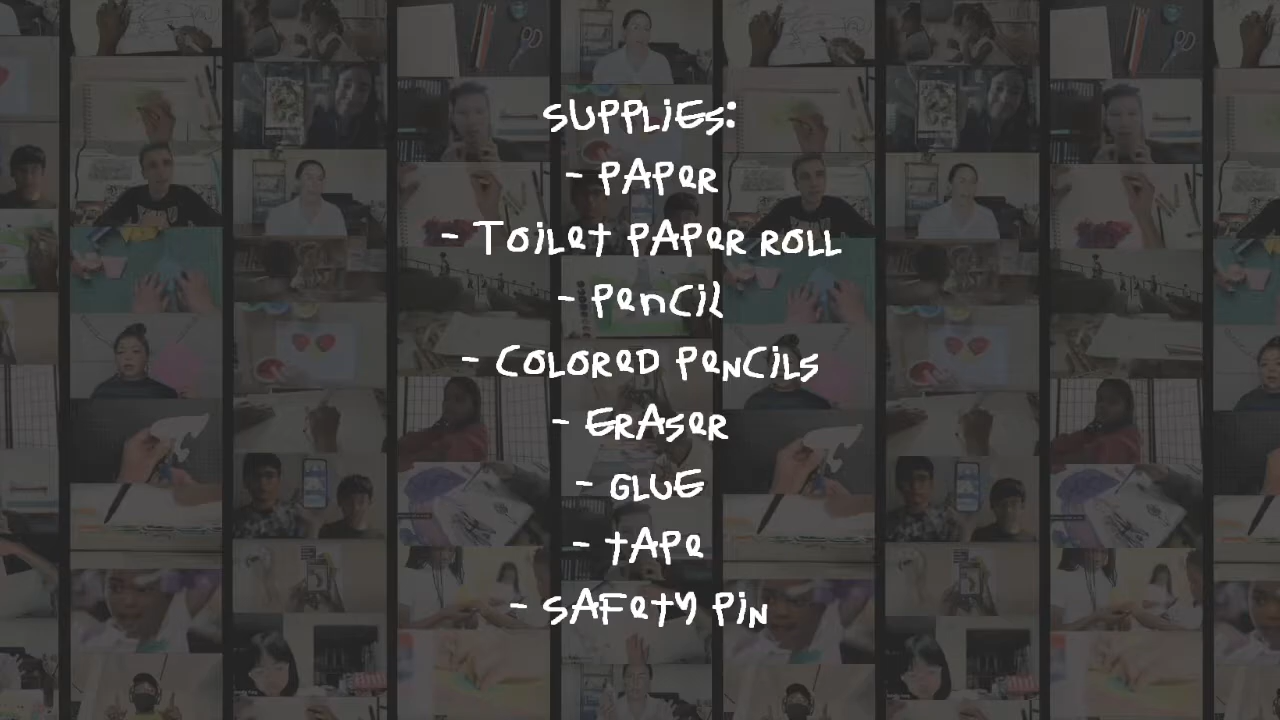 SUPPLIES:
- PAPER
- TOILET PAPER ROLL
- PENCIL
- COLORED PENCILS
- ERASER
- GLUE
- TAPE
- SAFETY PIN